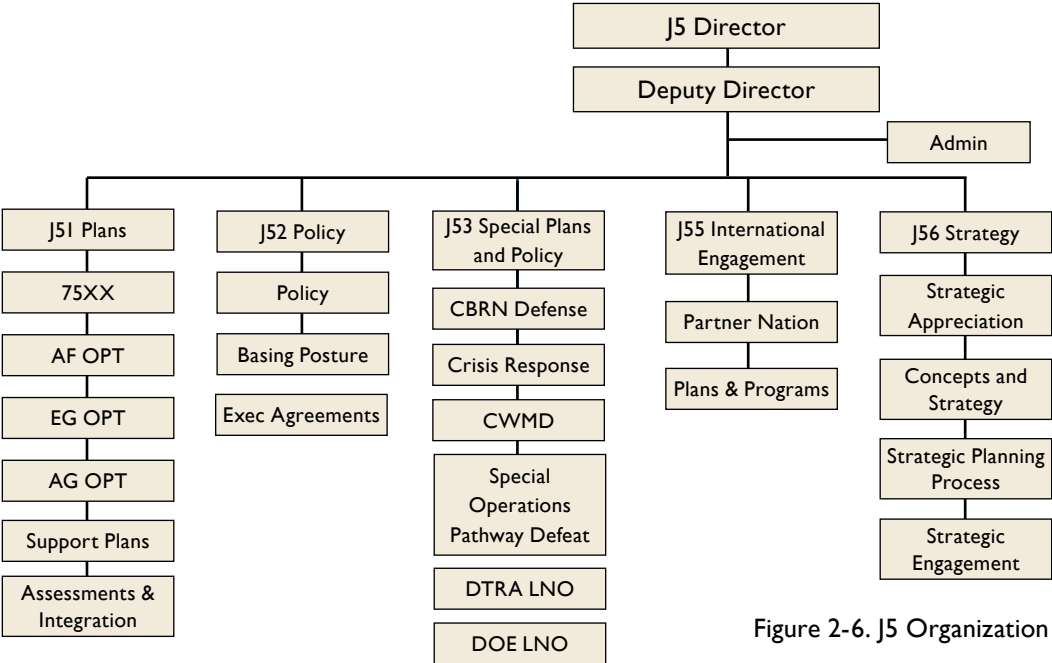 J5 Director
Deputy Director
Admin
J51 Plans
75XX
AF OPT
EG OPT
AG OPT
Support Plans
Assessments &
Integration
J52 Policy
Policy
Basing Posture
Exec Agreements
J53 Special Plans
and Policy
CBRN Defense
Crisis Response
CWMD
Special
Operations
Pathway Defeat
DTRA LNO
DOE LNO
J55 International
Engagement
Partner Nation
Plans & Programs
J56 Strategy
Strategic
Appreciation
Concepts and
Strategy
Strategic Planning
Process
Strategic
Engagement
Figure 2-6. J5 Organization